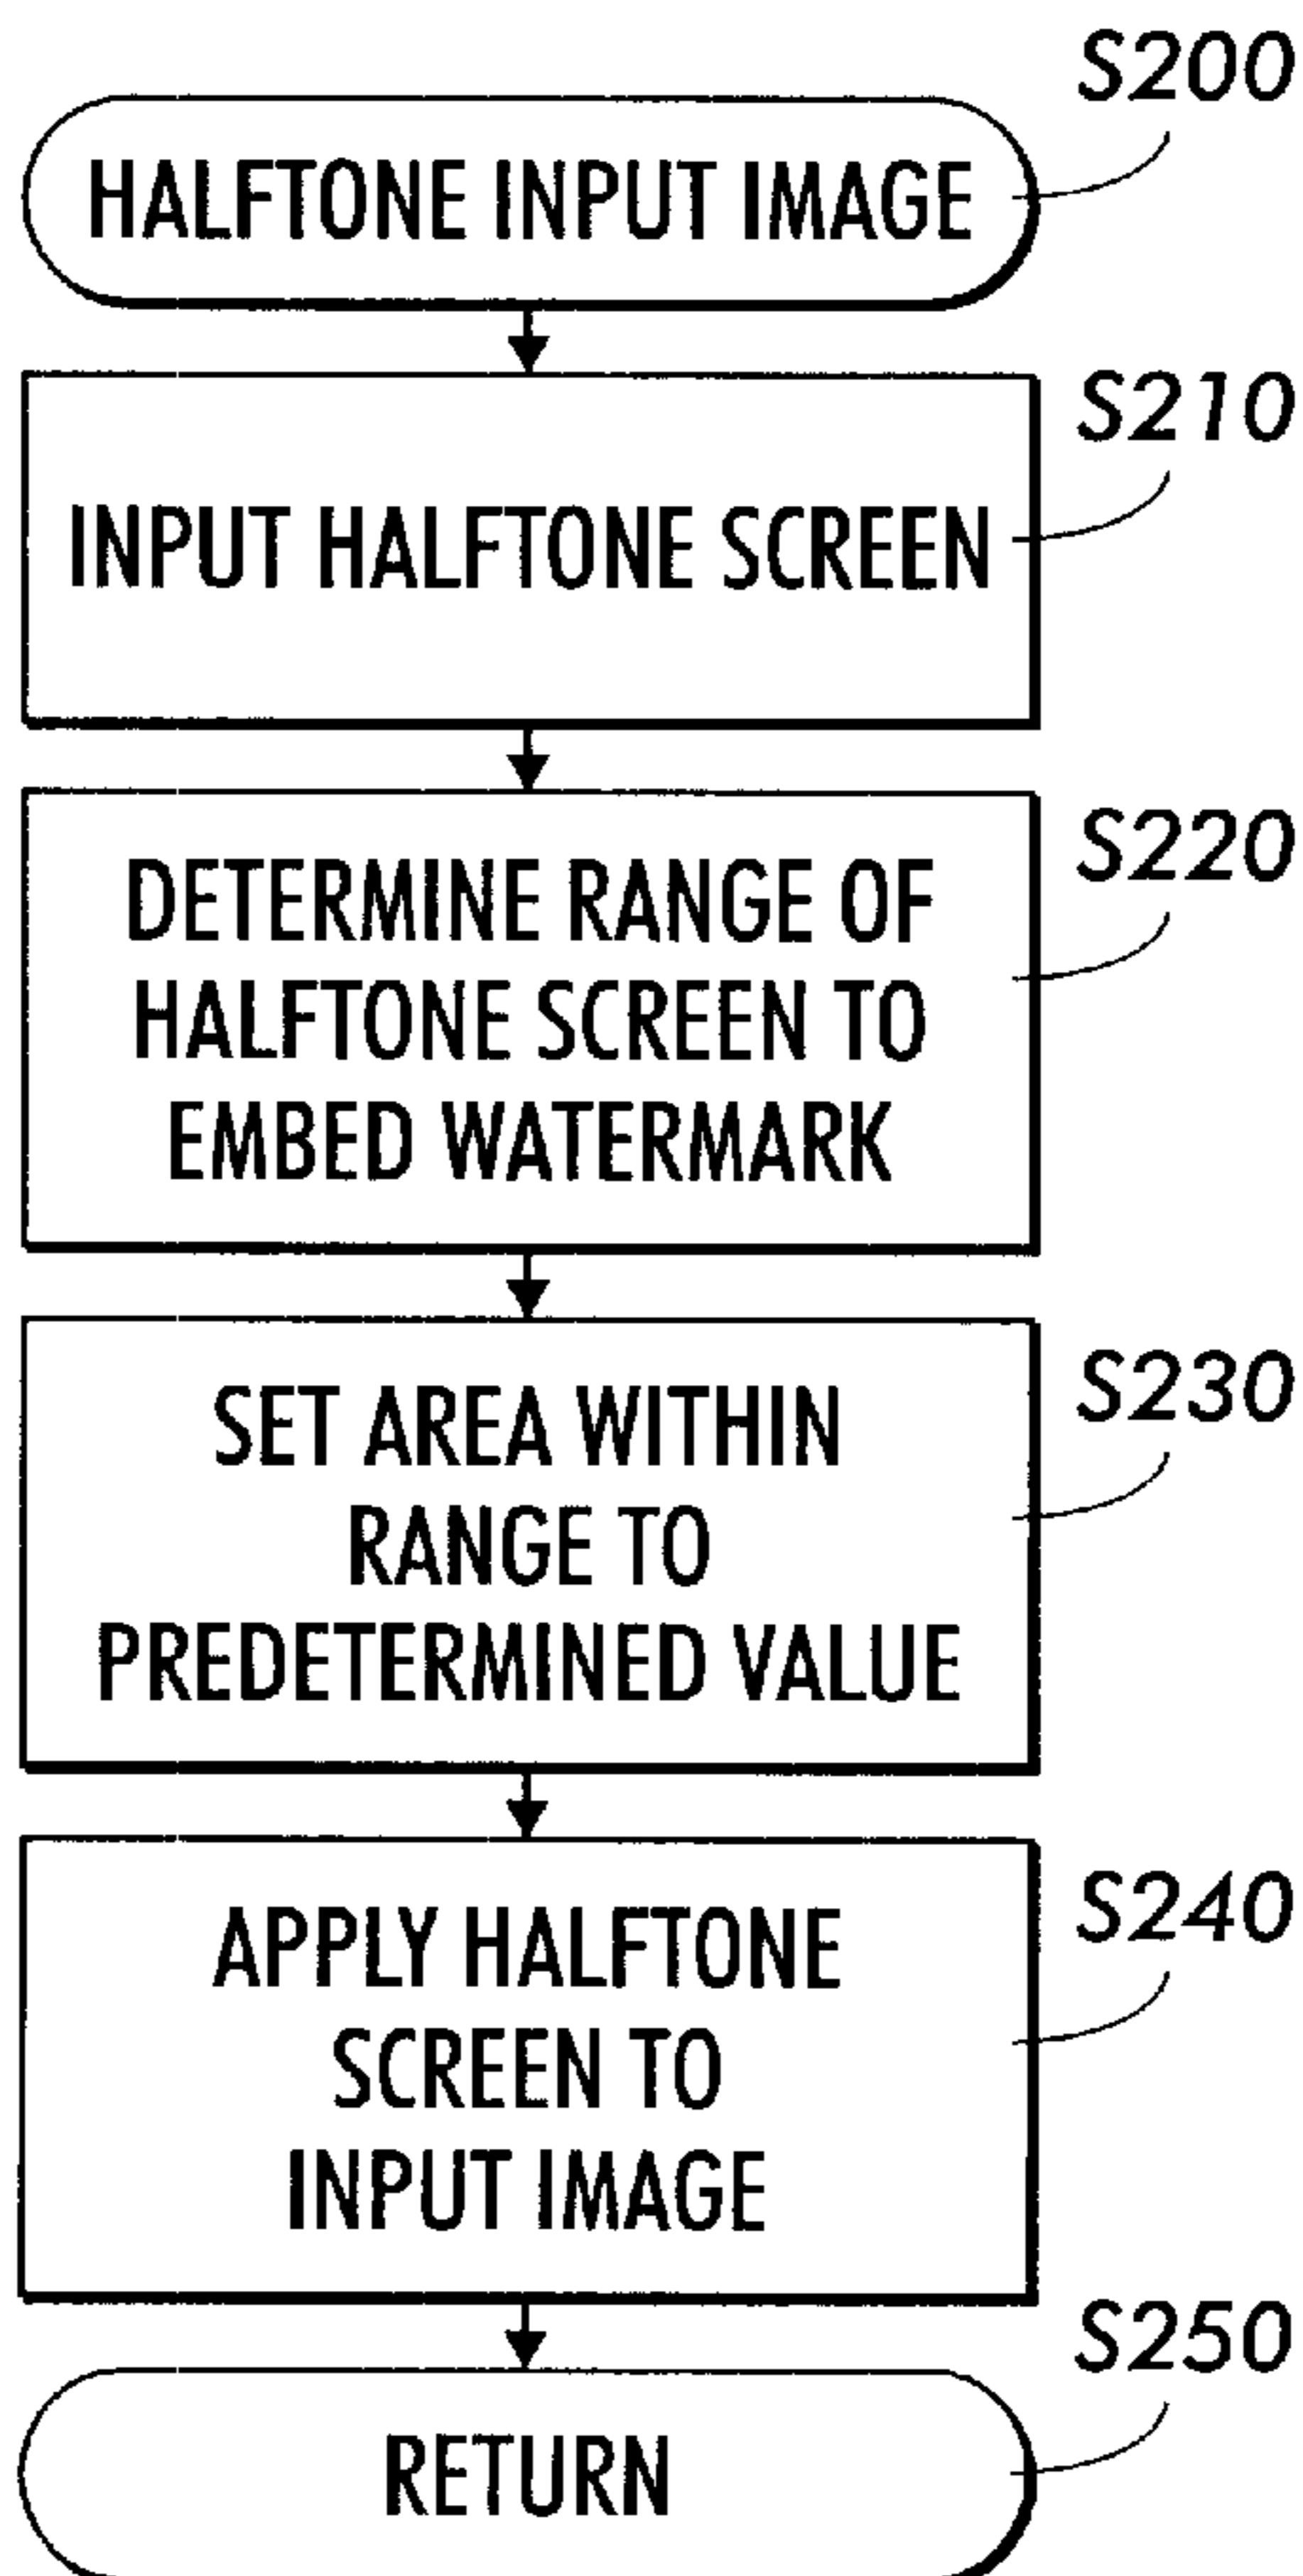 S200
HALFTONE INPUT IMAGE
S210
INPUT HALFTONE SCREEN
S220
DETERMINE RANGE OF
HALFTONE SCREEN TO
EMBED WATERMARK
S230
SET AREA WITHIN
RANGE TO
PREDETERMINED VALUE
S240
APPLY HALFTONE
SCREEN TO
INPUT IMAGE
S250
RETURN